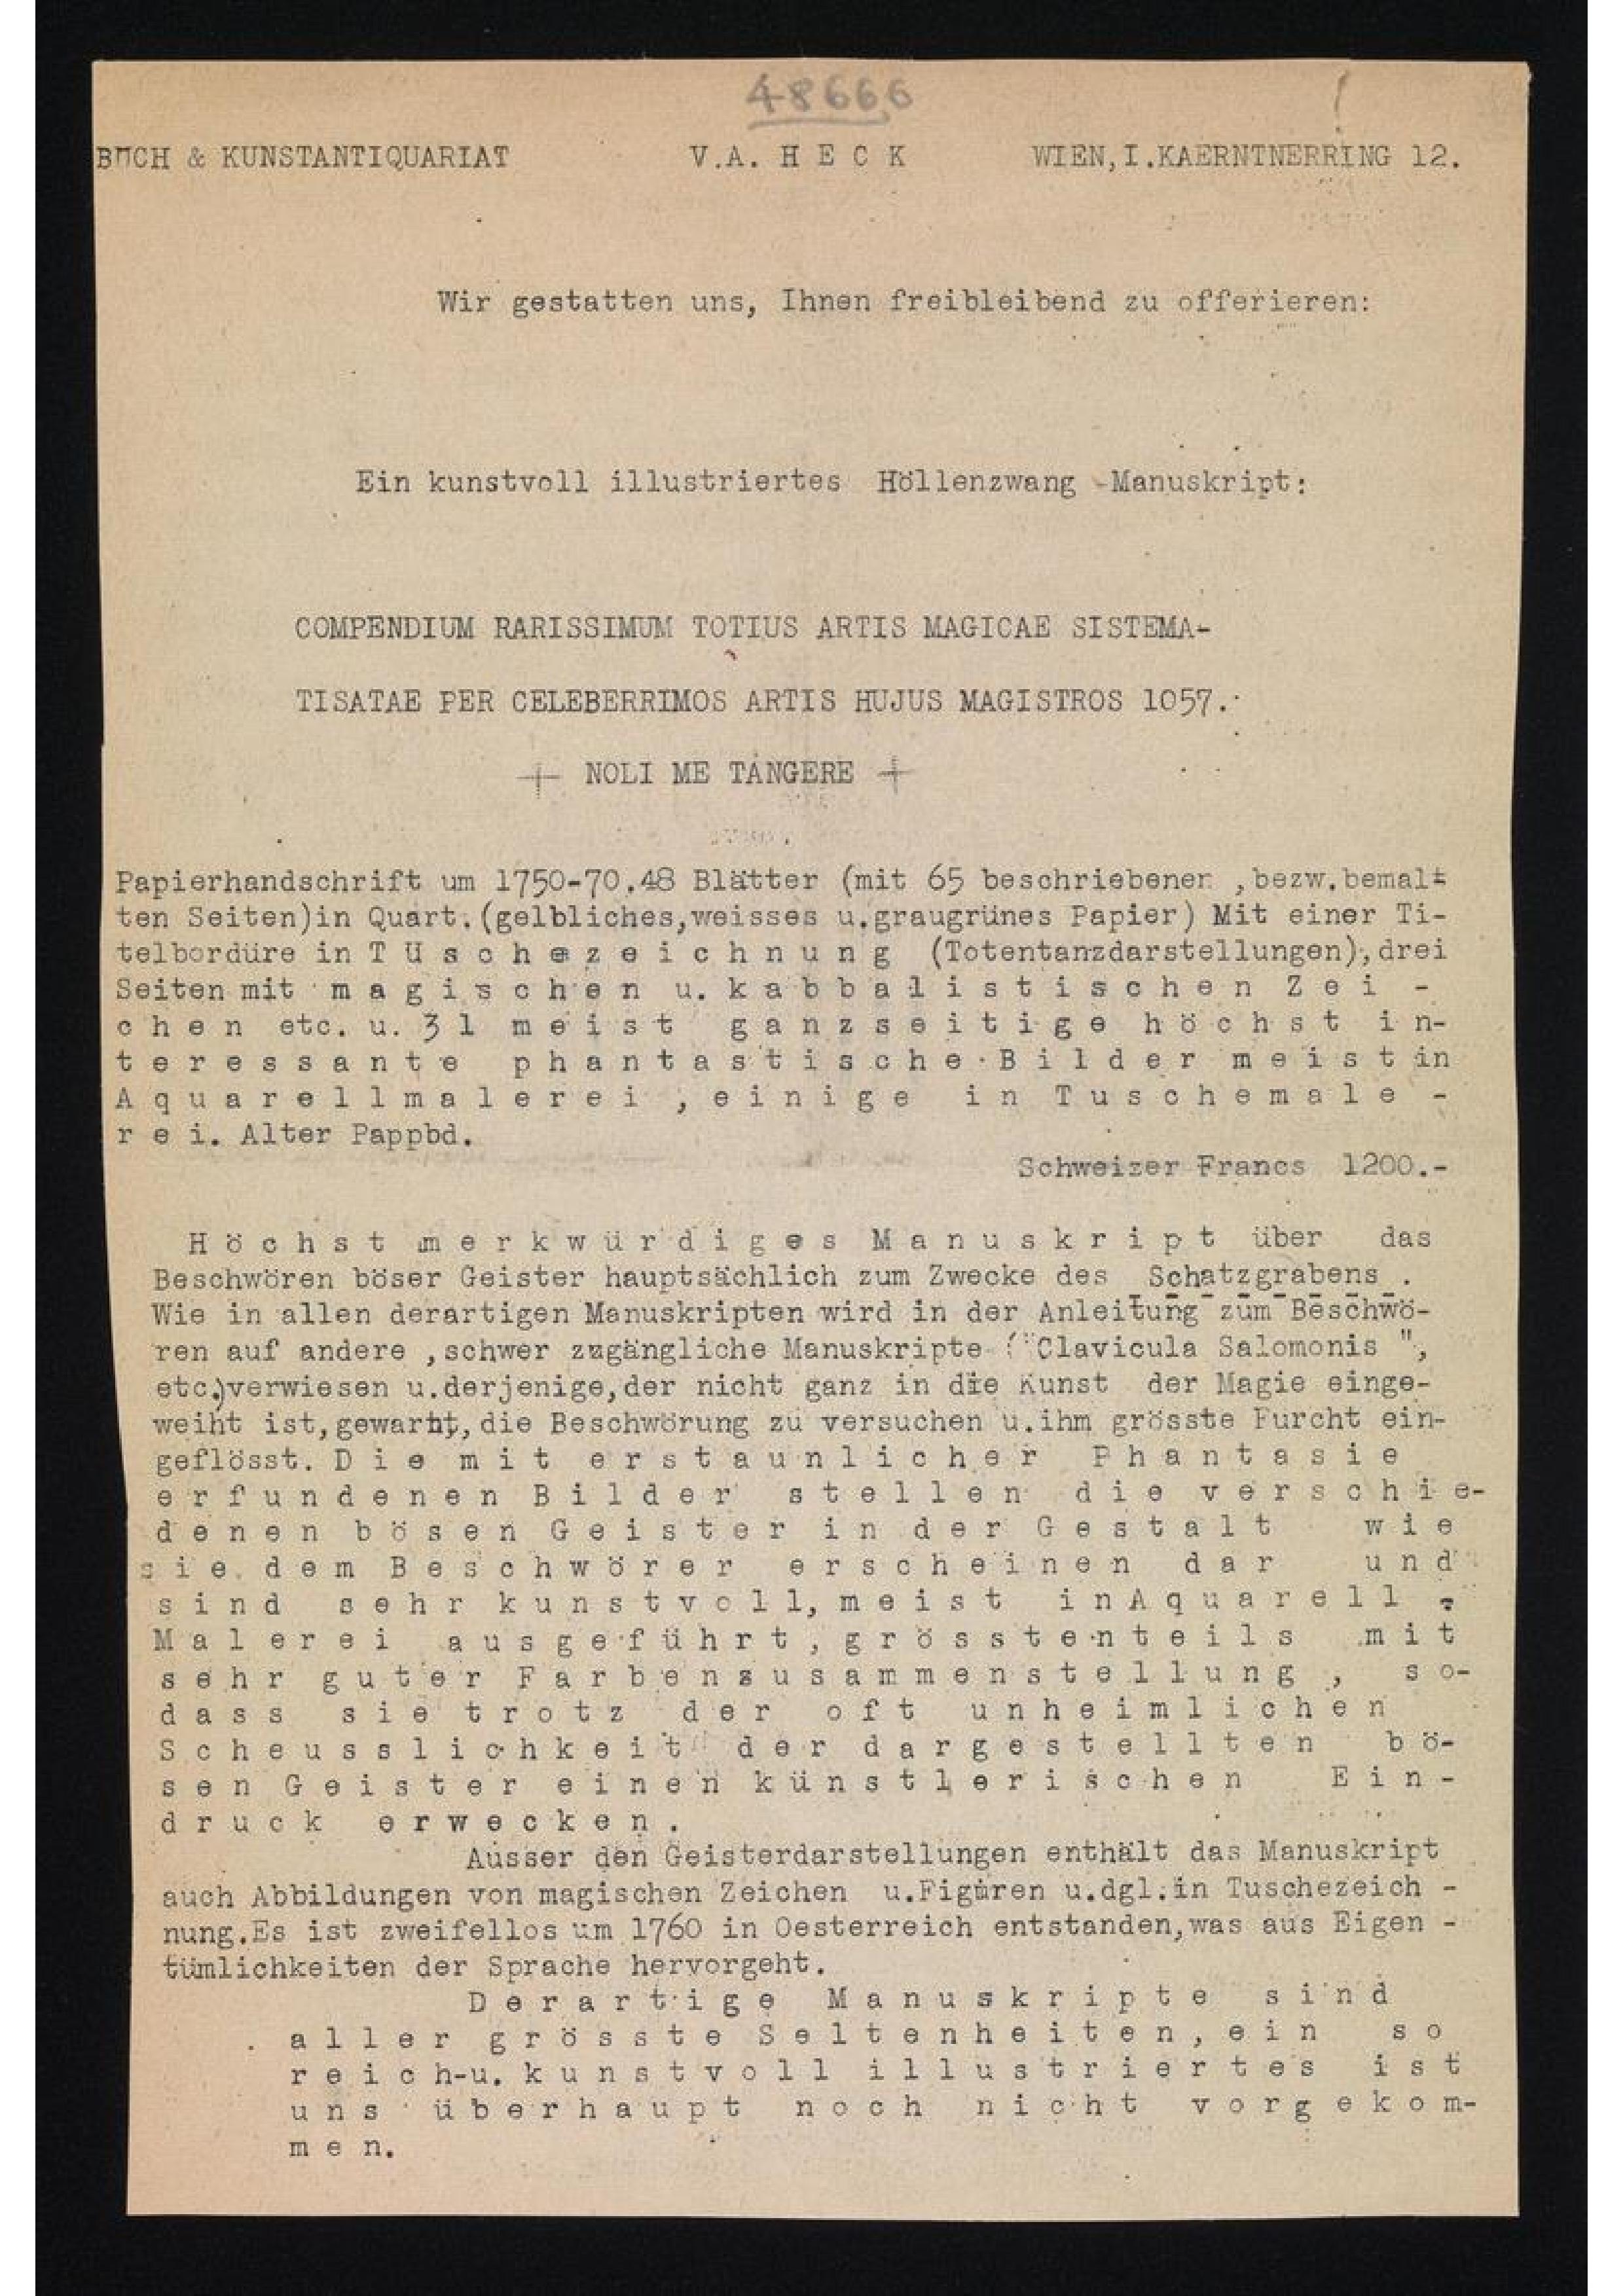 48666
BUCH & KUNSTANTIQUARIAT V.A. H E C K WIEN,I.KAERNTNERRING 12.
Wir gestatten uns, Ihnen freibleibend zu offerieren:
Ein kunstvoll illustriertes Höllenzwang -Manuskript:
COMPENDIUM RARISSIMUM TOTIUS ARTIS MAGICAE SISTEMA-
TISATAE PER CELEBERRIMOS ARTIS HUJUS MAGISTROS 1057.
+ NOLI ME TANGERE +
Papierhandschrift um 1750-70.48 Blätter (mit 65 beschriebenen ,bezw.bemalt
ten Seiten)in Quart.(gelbliches,weisses u.graugrünes Papier) Mit einer Ti-
telbordüre in T U s c h e z e i c h n u n g (Totentanzdarstellungen),drei
Seiten mit m a g i s c h e n u. k a b b a l i s t i s c h e n Z e i -
c h e n etc. u. 31 m e i s t g a n z s e i t i g e h ö c h s t i n-
t e r e s s a n t e p h a n t a s t i s c h e B i l d e r m e i s t in
A q u a r e l l m a l e r e i , e i n i g e i n T u s c h e m a l e -
r e i. Alter Pappbd.
Schweizer Francs 1200.-
H ö c h s t m e r k w ü r d i g e s M a n u s k r i p t über das
Beschwören böser Geister hauptsächlich zum Zwecke des Schatzgrabens .
Wie in allen derartigen Manuskripten wird in der Anleitung zum Beschwö-
ren auf andere ,schwer zugängliche Manuskripte ("Clavicula Salomonis ",
etc.)verwiesen u.derjenige,der nicht ganz in die Kunst der Magie einge-
weiht ist,gewarnt,die Beschwörung zu versuchen u.ihm grösste Furcht ein-
geflösst. D i e m i t e r s t a u n l i c h e r P h a n t a s i e
e r f u n d e n e n B i l d e r s t e l l e n d i e v e r s c h i e-
d e n e n b ö s e n G e i s t e r i n d e r G e s t a l t w i e
s i e d e m B e s c h w ö r e r e r s c h e i n e n d a r u n d
s i n d s e h r k u n s t v o l l, m e i s t i n A q u a r e l l -
M a l e r e i a u s g e f ü h r t , g r ö s s t e n t e i l s m i t
s e h r g u t e r F a r b e n z u s a m m e n s t e l l u n g , s o-
d a s s s i e t r o t z d e r o f t u n h e i m l i c h e n
S c h e u s s l i c h k e i t d e r d a r g e s t e l l t e n b ö-
s e n G e i s t e r e i n e n k ü n s t l e r i s c h e n E i n -
d r u c k e r w e c k e n .
Ausser den Geisterdarstellungen enthält das Manuskript
auch Abbildungen von magischen Zeichen u.Figuren u.dgl.in Tuschezeich -
nung.Es ist zweifellos um 1760 in Oesterreich entstanden,was aus Eigen -
tümlichkeiten der Sprache hervorgeht.
D e r a r t i g e M a n u s k r i p t e s i n d
a l l e r g r ö s s t e S e l t e n h e i t e n , e i n s o
r e i c h-u. k u n s t v o l l i l l u s t r i e r t e s i s t
u n s ü b e r h a u p t n o c h n i c h t v o r g e k o m-
m e n.